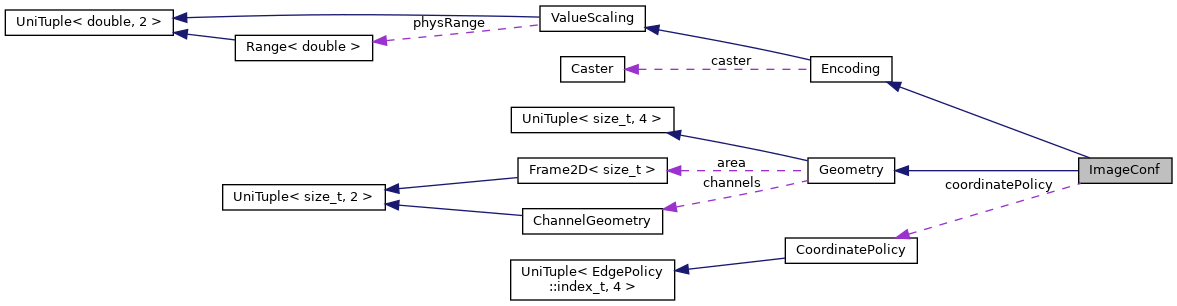 UniTuple< double, 2 >
ValueScaling
physRange
Range< double >
Caster
caster
Encoding
UniTuple< size_t, 4 >
Frame2D< size_t >
area
Geometry
ImageConf
channels
coordinatePolicy
UniTuple< size_t, 2 >
ChannelGeometry
CoordinatePolicy
UniTuple< EdgePolicy
::index_t, 4 >